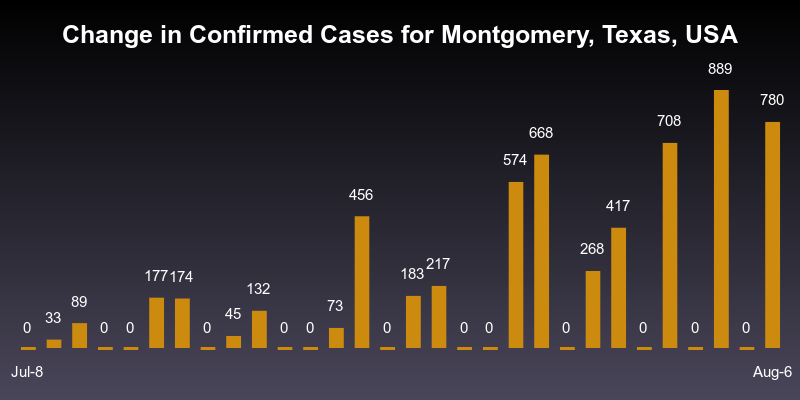 Change in Confirmed Cases for Montgomery, Texas, USA
0 33 89 0 0 177 174 0 45 132 0 0 73 456 0 183 217 0 0 574 668 0 268 417 0 708 0 889 0 780
Jul-8 Aug-6